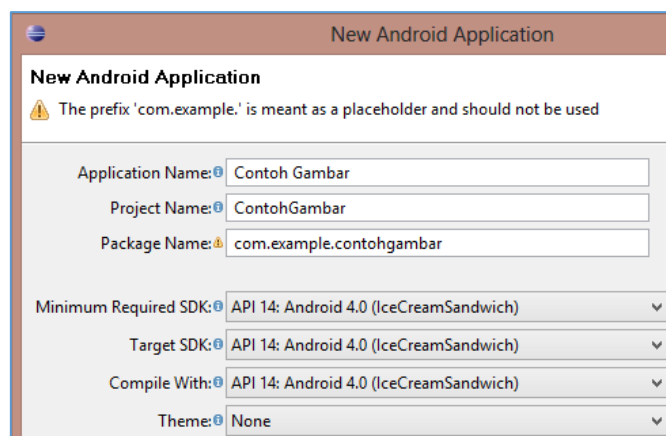 New Android Application
New Android Application
The prefix 'com.example.' is meant as a placeholder and should not be used
Application Name: Contoh Gambar
Project Name: ContohGambar
Package Name: com.example.contohgambar
Minimum Required SDK: API 14: Android 4.0 (IceCreamSandwich)
Target SDK: API 14: Android 4.0 (IceCreamSandwich)
Compile With: API 14: Android 4.0 (IceCreamSandwich)
Theme: None